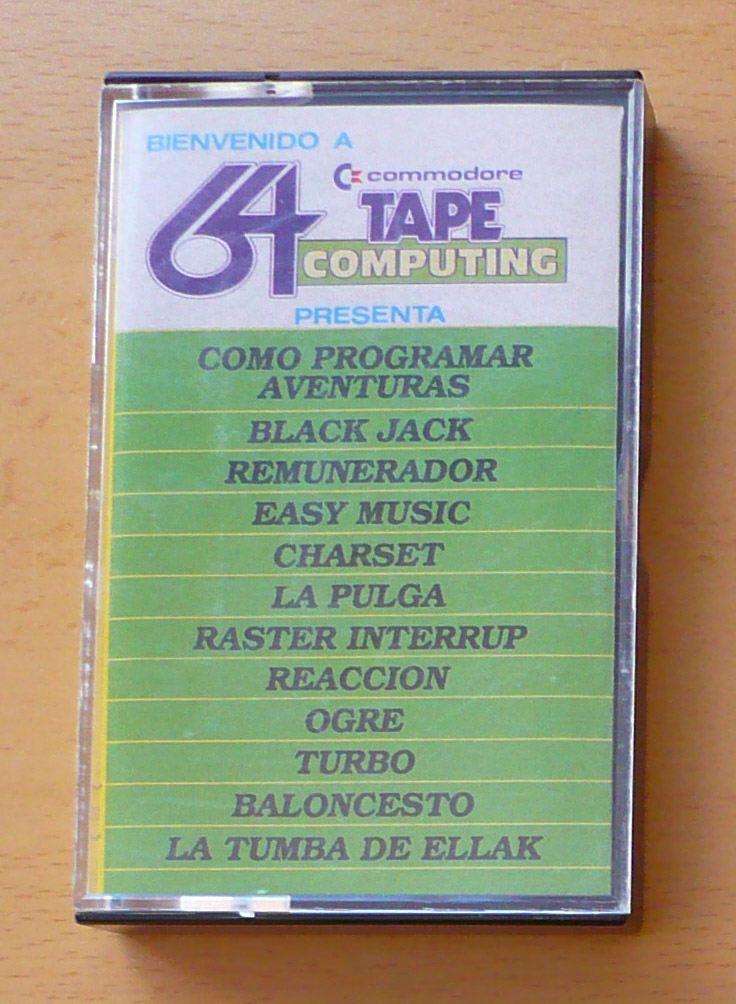 BIENVENIDO A
64 commodore
TAPE
COMPUTING
PRESENTA
COMO PROGRAMAR
AVENTURAS
BLACK JACK
REMUNERADOR
EASY MUSIC
CHARSET
LA PULGA
RASTER INTERRUP
REACCION
OGRE
TURBO
BALONCESTO
LA TUMBA DE ELLAK